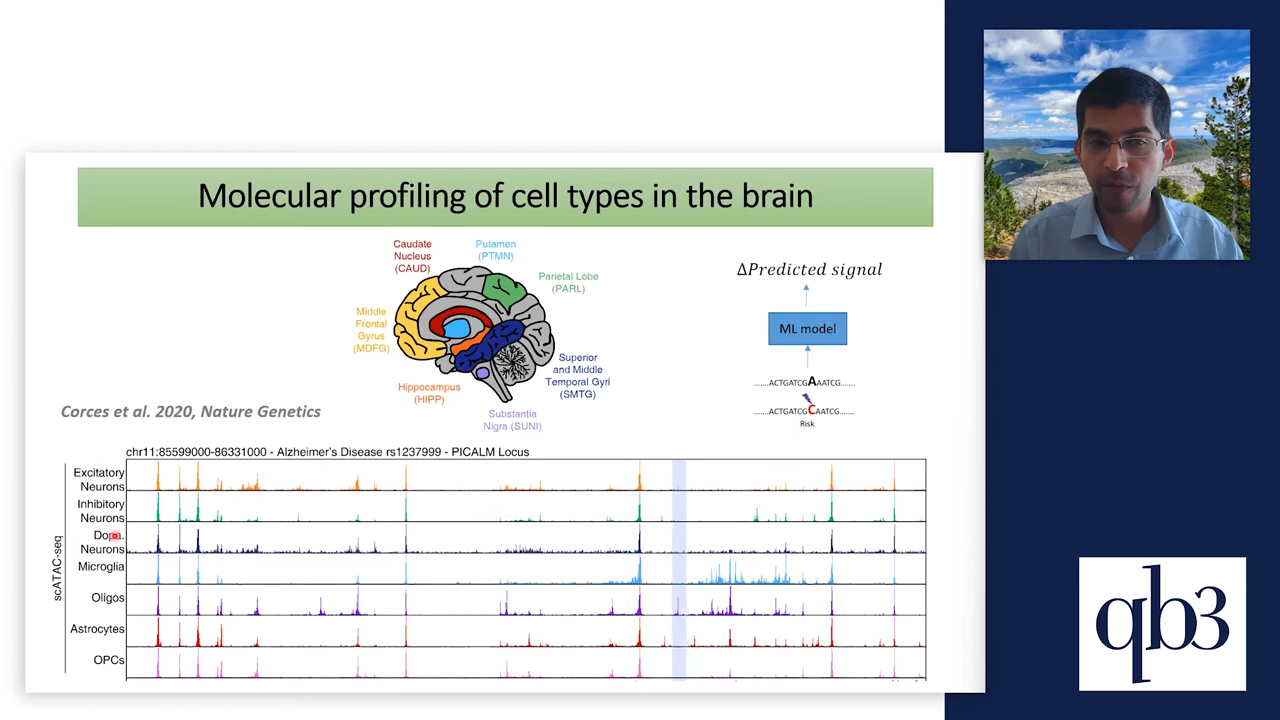 Molecular profiling of cell types in the brain
Caudate
Nucleus
(CAUD)
Putamen
(PTMN)
Parietal Lobe
(PARL)
Middle
Frontal
Gyrus
(MDFG)
Superior
and Middle
Temporal Gyri
(SMTG)
Hippocampus
(HIPP)
Substantia
Nigra (SUNI)
ΔPredicted signal
ML model
.......ACTGATCGAAATCG.......
.......ACTGATCGCAATCG.......
Risk
Corces et al. 2020, Nature Genetics
chr11:85599000-86331000 - Alzheimer's Disease rs1237999 - PICALM Locus
scATAC-seq
Excitatory
Neurons
Inhibitory
Neurons
Dopa.
Neurons
Microglia
Oligos
Astrocytes
OPCs
qb3